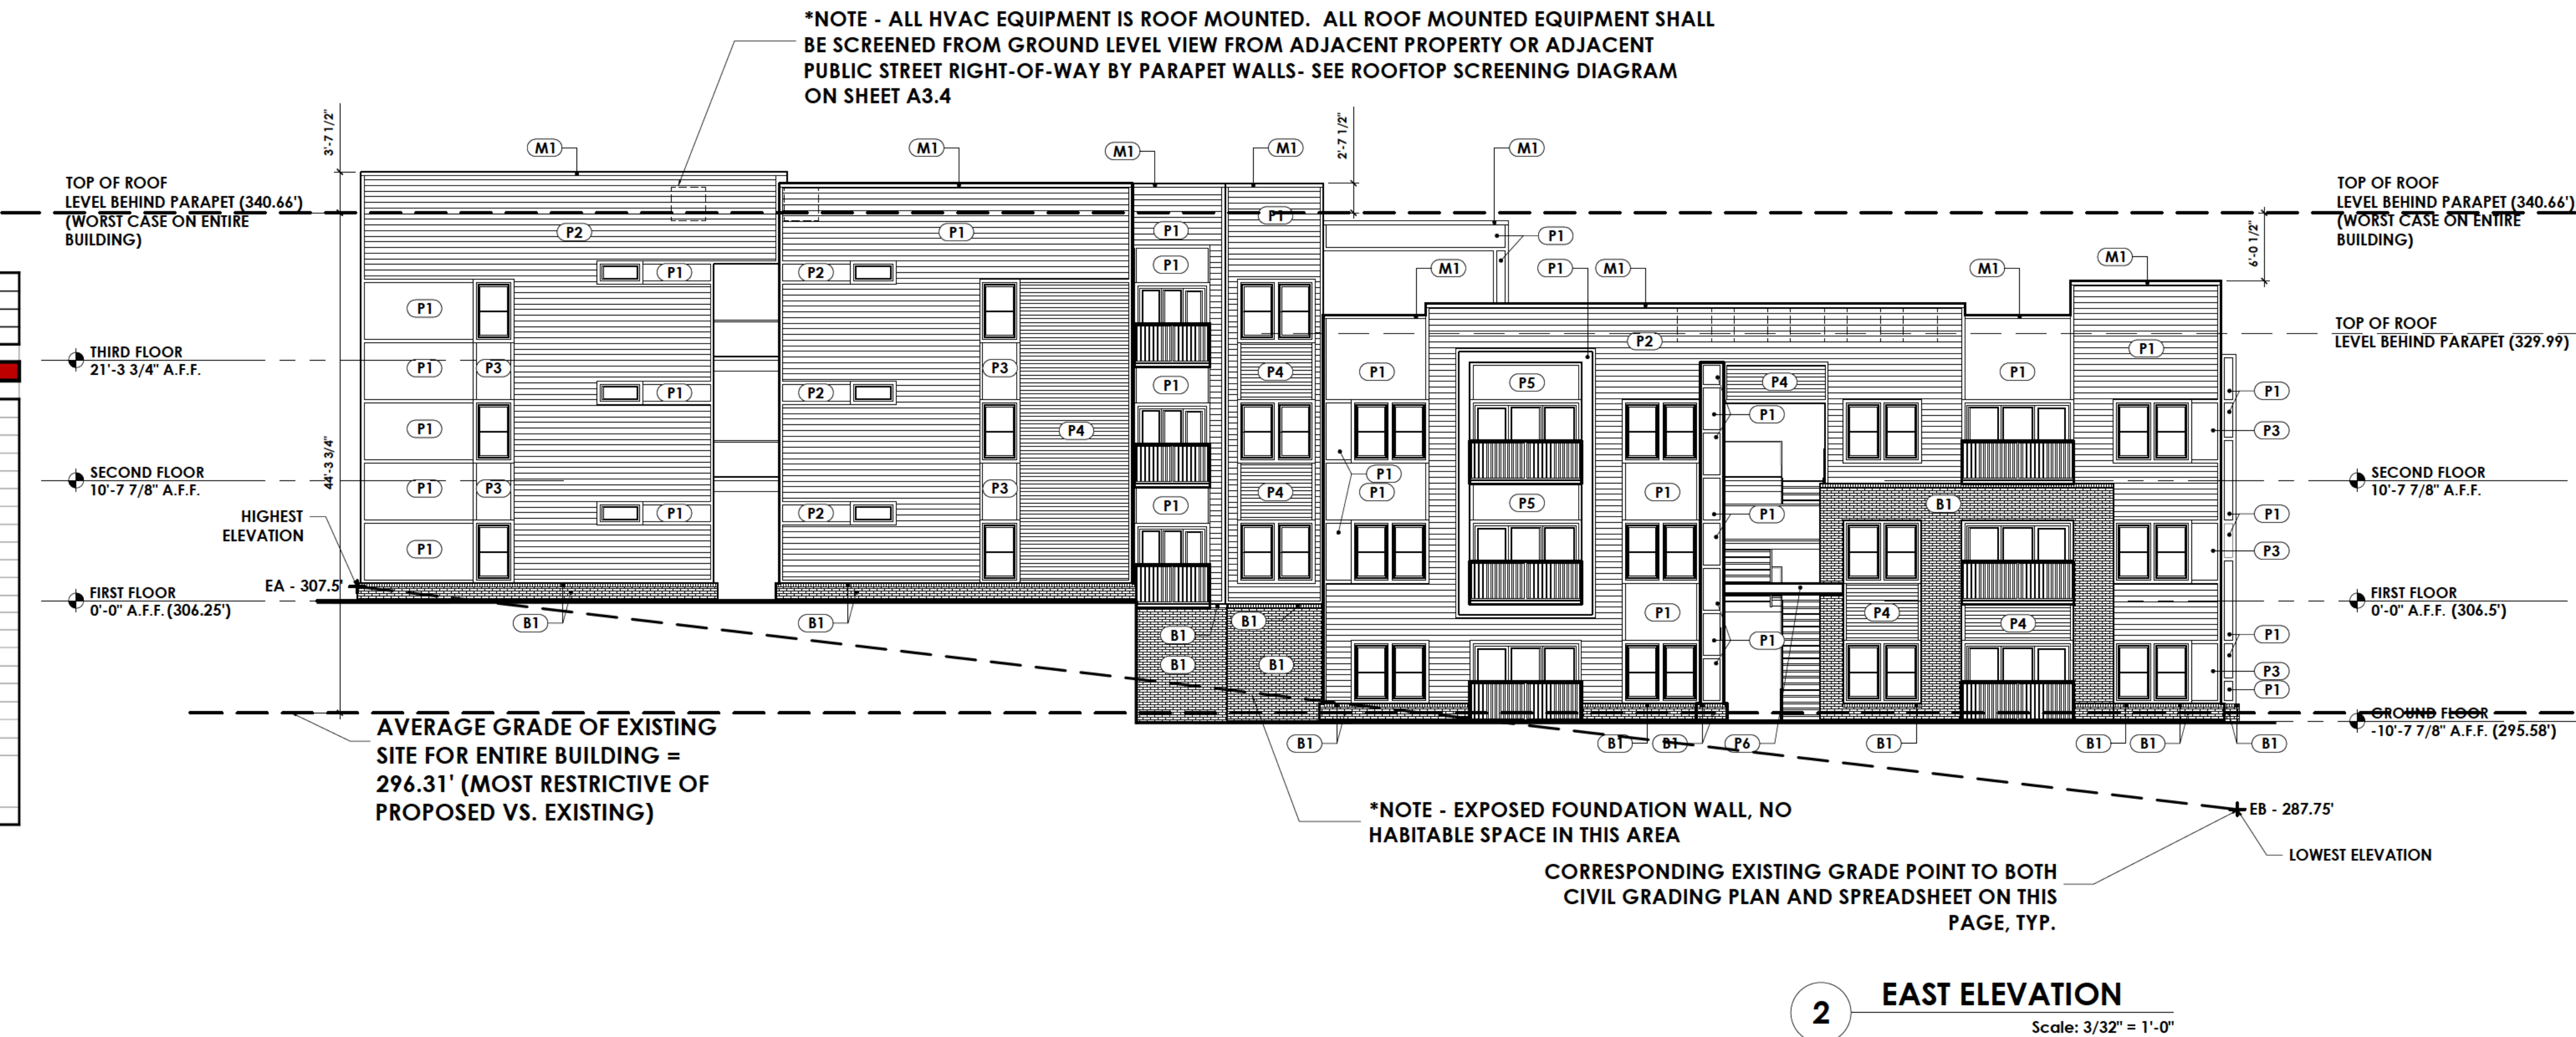 *NOTE - ALL HVAC EQUIPMENT IS ROOF MOUNTED. ALL ROOF MOUNTED EQUIPMENT SHALL
BE SCREENED FROM GROUND LEVEL VIEW FROM ADJACENT PROPERTY OR ADJACENT
PUBLIC STREET RIGHT-OF-WAY BY PARAPET WALLS- SEE ROOFTOP SCREENING DIAGRAM
ON SHEET A3.4
3'-7 1/2"
2'-7 1/2"
M1
M1
M1
M1
M1
TOP OF ROOF
LEVEL BEHIND PARAPET (340.66')
(WORST CASE ON ENTIRE
BUILDING)
TOP OF ROOF
LEVEL BEHIND PARAPET (340.66')
(WORST CASE ON ENTIRE
BUILDING)
6'-0 1/2"
P1
P2
P1
P1
P1
M1
P1
P2
P1
M1
P1
M1
M1
P1
TOP OF ROOF
LEVEL BEHIND PARAPET (329.99)
P2
P1
THIRD FLOOR
21'-3 3/4" A.F.F.
P1
P3
P3
P1
P4
P1
P5
P4
P1
P1
P1
P2
P1
P1
P3
P1
P4
44'-3 3/4"
SECOND FLOOR
10'-7 7/8" A.F.F.
P1
P3
P3
P1
P4
P1
P1
P5
P1
B1
SECOND FLOOR
10'-7 7/8" A.F.F.
HIGHEST
ELEVATION
P1
P2
P1
P1
P1
P3
EA - 307.5'
FIRST FLOOR
0'-0" A.F.F. (306.25')
FIRST FLOOR
0'-0" A.F.F. (306.5')
B1
B1
B1
B1
P1
P4
P4
P1
P1
B1
B1
P3
P1
AVERAGE GRADE OF EXISTING
SITE FOR ENTIRE BUILDING =
296.31' (MOST RESTRICTIVE OF
PROPOSED VS. EXISTING)
GROUND FLOOR
-10'-7 7/8" A.F.F. (295.58')
B1
B1
B1
P6
B1
B1
B1
B1
*NOTE - EXPOSED FOUNDATION WALL, NO
HABITABLE SPACE IN THIS AREA
EB - 287.75'
LOWEST ELEVATION
CORRESPONDING EXISTING GRADE POINT TO BOTH
CIVIL GRADING PLAN AND SPREADSHEET ON THIS
PAGE, TYP.
2
EAST ELEVATION
Scale: 3/32" = 1'-0"